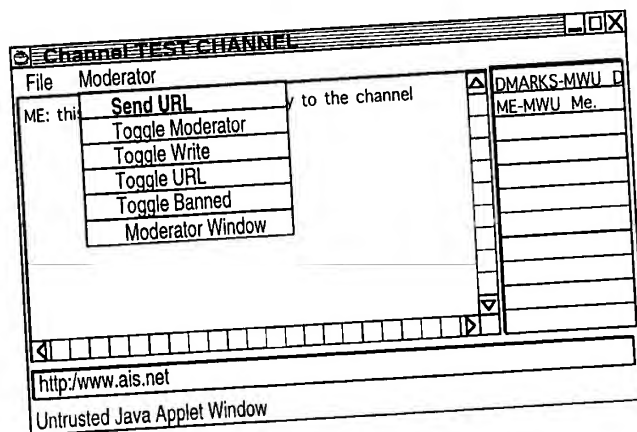 Channel TEST CHANNEL
File Moderator
ME: this y to the channel
Send URL
Toggle Moderator
Toggle Write
Toggle URL
Toggle Banned
Moderator Window
DMARKS-MWU D
ME-MWU Me.
http:/www.ais.net
Untrusted Java Applet Window